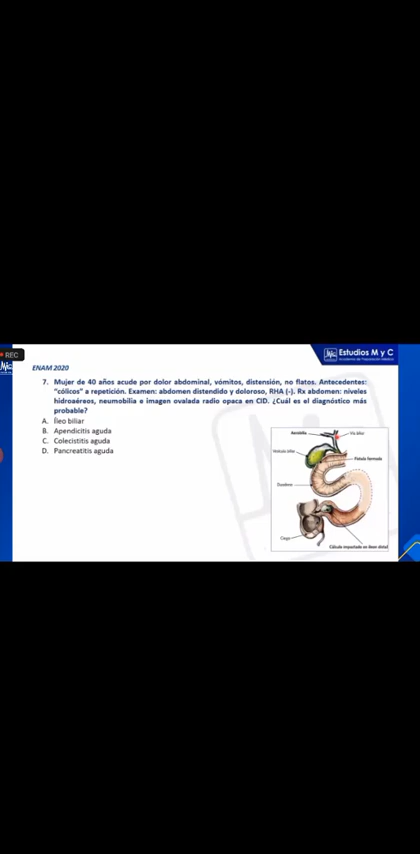 REC
Estudios M y C
Academia de Preparación Médica
ENAM 2020
7. Mujer de 40 años acude por dolor abdominal, vómitos, distensión, no flatos. Antecedentes:
"cólicos" a repetición. Examen: abdomen distendido y doloroso, RHA (-). Rx abdomen: niveles
hidroaéreos, neumobilia e imagen ovalada radio opaca en CID. ¿Cuál es el diagnóstico más
probable?
A. Íleo biliar
B. Apendicitis aguda
C. Colecistitis aguda
D. Pancreatitis aguda
Aerobilia
Vía biliar
Vesícula biliar
Fístula formada
Duodeno
Ciego
Cálculo impactado en íleon distal